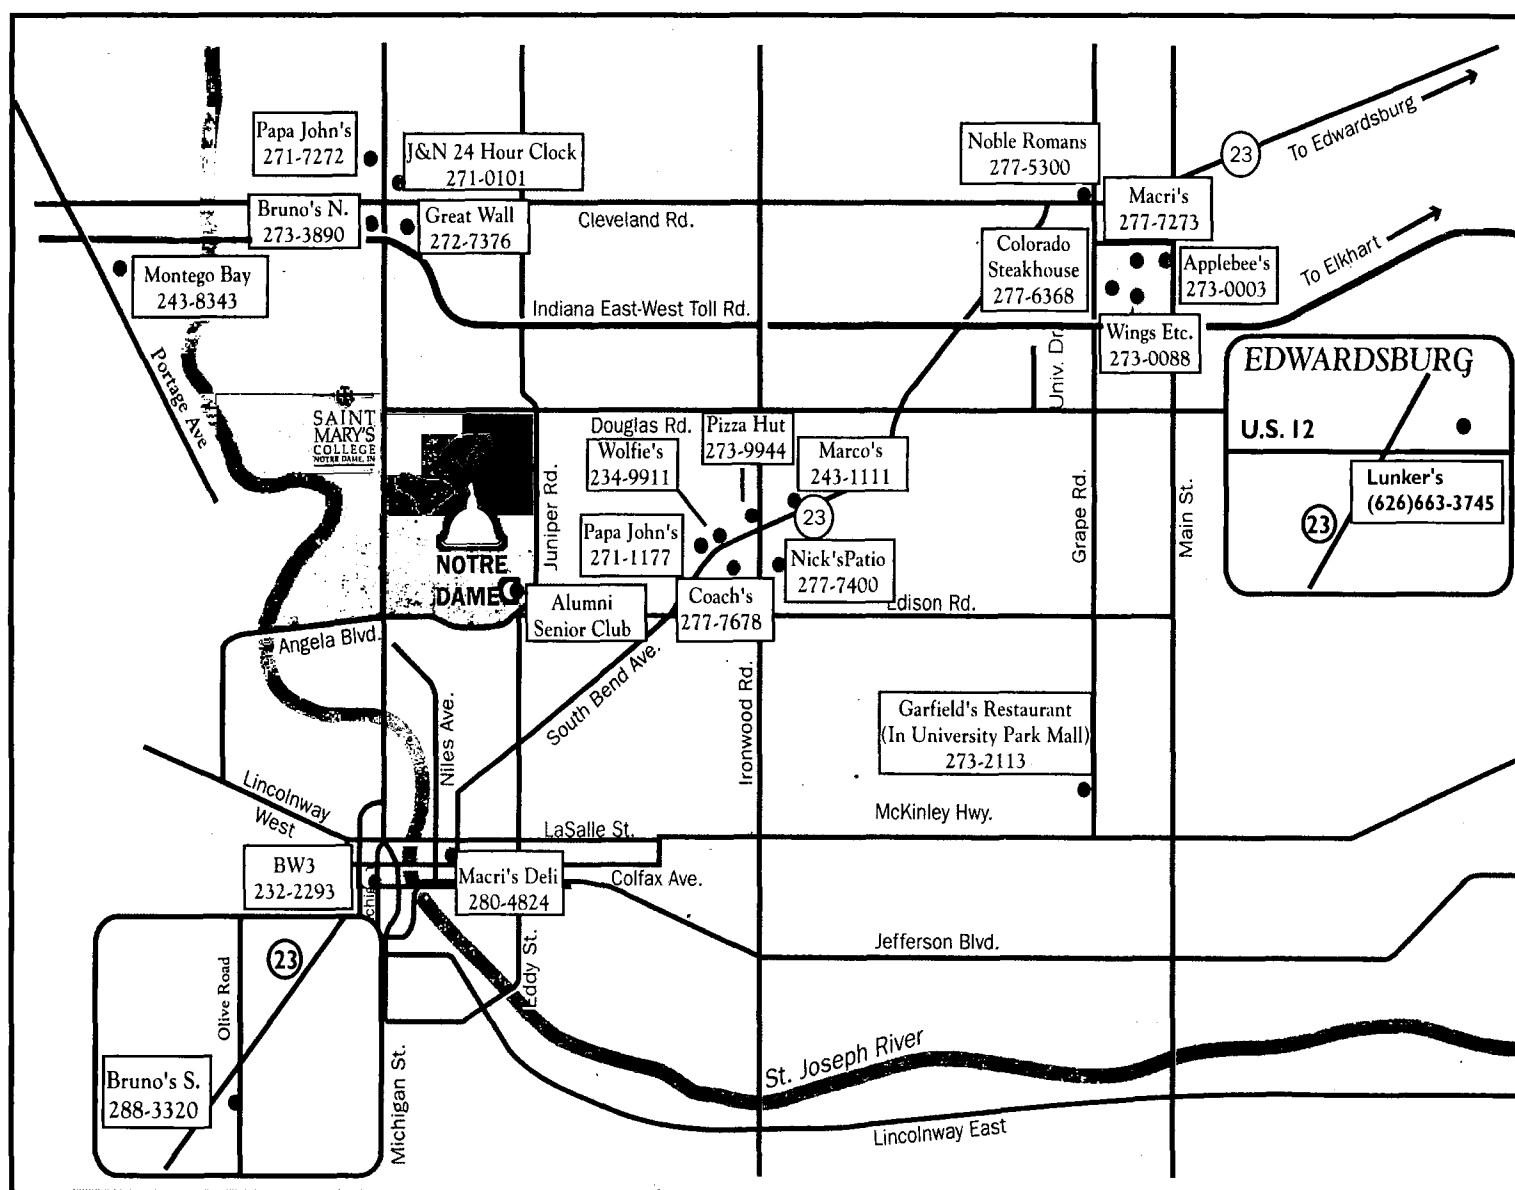 Papa John's
271-7272
J&N 24 Hour Clock
271-0101
Noble Romans
277-5300
23
To Edwardsburg
Bruno's N.
273-3890
Great Wall
272-7376
Cleveland Rd.
Macri's
277-7273
Colorado
Steakhouse
277-6368
Applebee's
273-0003
To Elkhart
Montego Bay
243-8343
Indiana East-West Toll Rd.
Wings Etc.
273-0088
Univ. Dr.
Portage Ave
EDWARDSBURG
U.S. 12
Lunker's
(626)663-3745
23
SAINT
MARY'S
COLLEGE
NOTRE DAME, IN
Douglas Rd.
Pizza Hut
273-9944
Wolfie's
234-9911
Marco's
243-1111
23
Juniper Rd.
Grape Rd.
Main St.
Papa John's
271-1177
Nick'sPatio
277-7400
NOTRE
DAME
Alumni
Senior Club
Coach's
277-7678
Edison Rd.
Angela Blvd.
South Bend Ave.
Niles Ave.
Ironwood Rd.
Garfield's Restaurant
(In University Park Mall)
273-2113
McKinley Hwy.
Lincolnway
West
LaSalle St.
BW3
232-2293
Macri's Deli
280-4824
Colfax Ave.
Jefferson Blvd.
23
Olive Road
Eddy St.
Bruno's S.
288-3320
Michigan St.
St. Joseph River
Lincolnway East